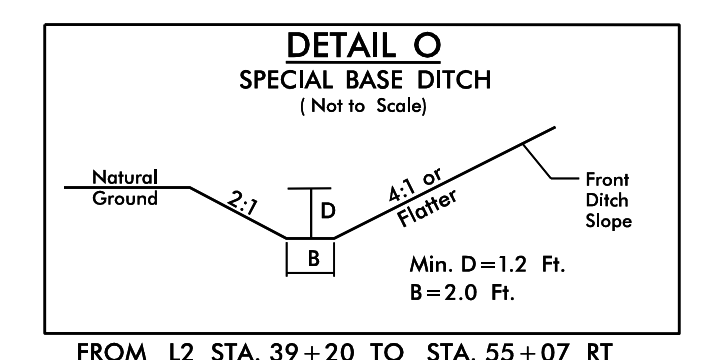 DETAIL O
SPECIAL BASE DITCH
( Not to Scale)
Natural
Ground
2:1
D
B
4:1 or
Flatter
Front
Ditch
Slope
Min. D=1.2 Ft.
B=2.0 Ft.
FROM L2 STA. 39+20 TO STA. 55+07 RT